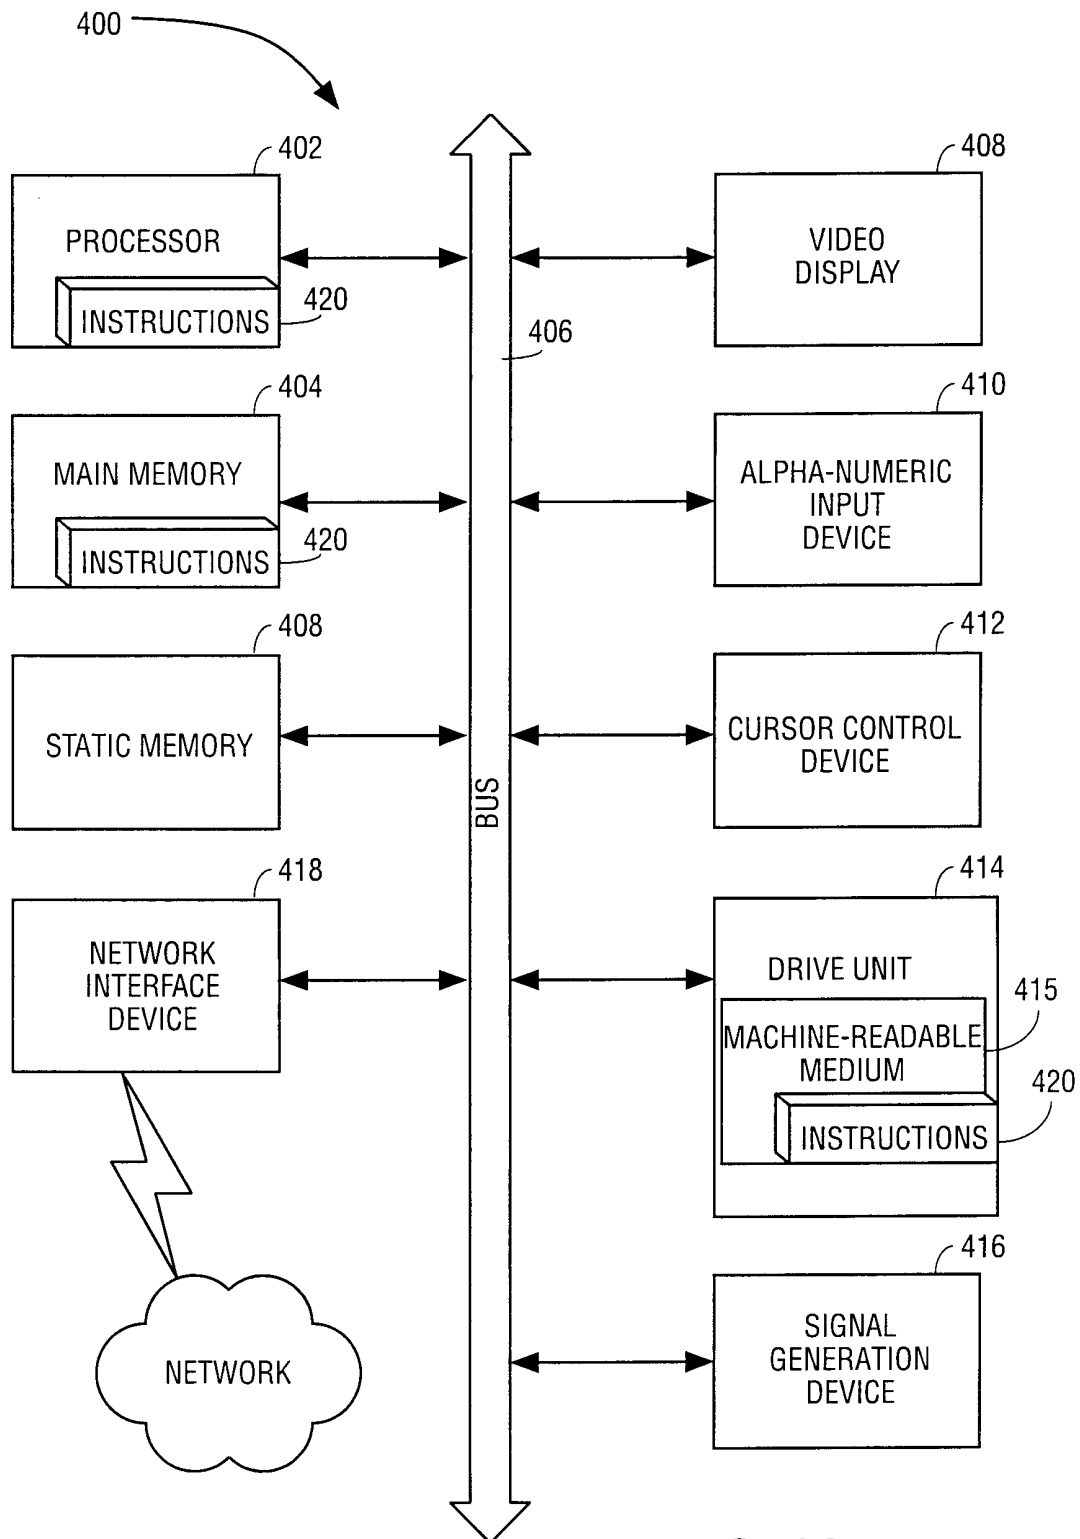 400
402
PROCESSOR
INSTRUCTIONS
420
404
MAIN MEMORY
INSTRUCTIONS
420
408
STATIC MEMORY
418
NETWORK
INTERFACE
DEVICE
NETWORK
406
BUS
408
VIDEO
DISPLAY
410
ALPHA-NUMERIC
INPUT
DEVICE
412
CURSOR CONTROL
DEVICE
414
DRIVE UNIT
415
MACHINE-READABLE
MEDIUM
420
INSTRUCTIONS
416
SIGNAL
GENERATION
DEVICE